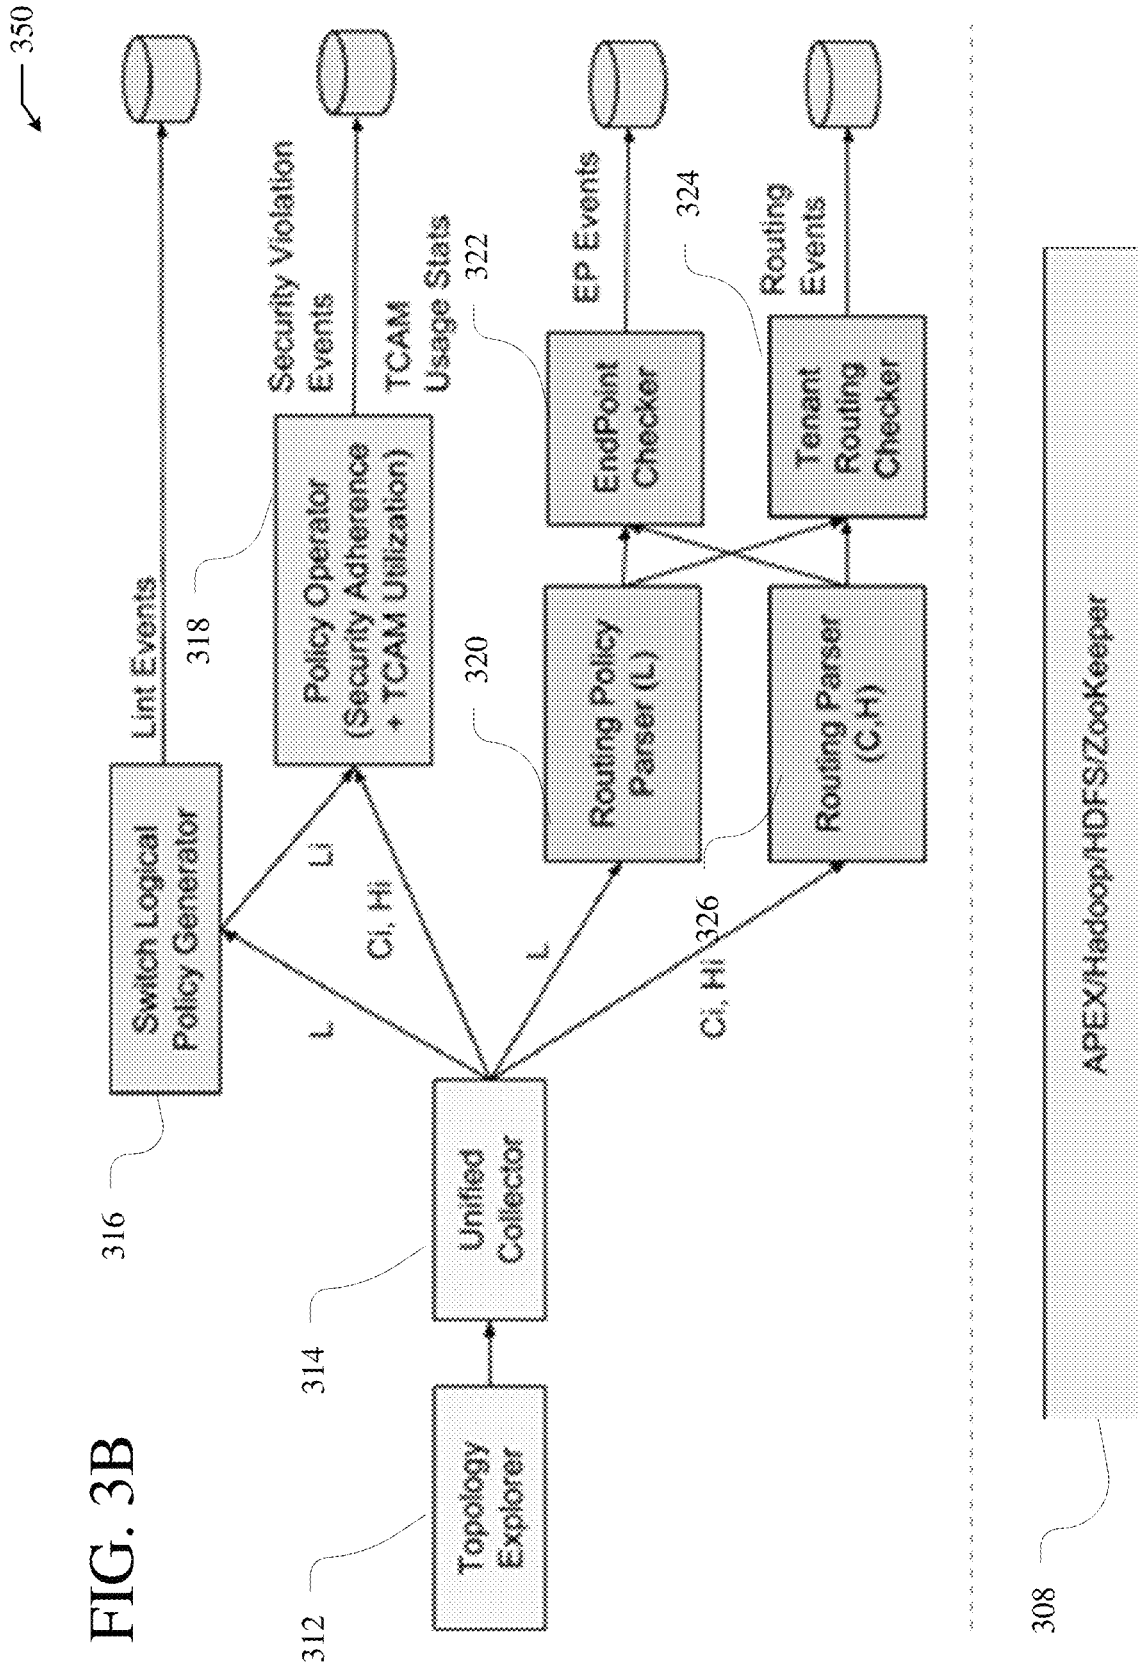 FIG. 3B
350
Lint Events
Switch Logical
Policy Generator
316
318
Security Violation
Events
Policy Operator
(Security Adherence
+ TCAM Utilization)
TCAM
Usage Stats
L
Li
Ci, Hi
Topology
Explorer
312
Unified
Collector
314
L
Ci, Hi
320
Routing Policy
Parser (L)
322
EndPoint
Checker
EP Events
326
Routing Parser
(C,H)
324
Tenant
Routing
Checker
Routing
Events
308
APEX/Hadoop/HDFS/ZooKeeper